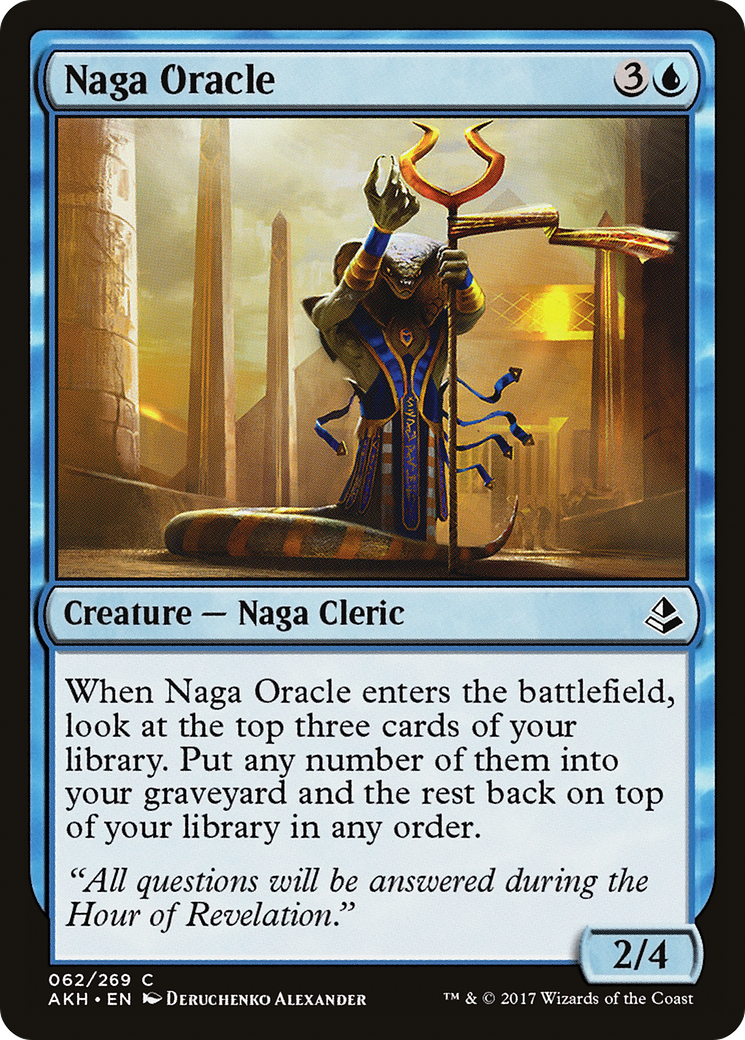 Naga Oracle 3
Creature — Naga Cleric
When Naga Oracle enters the battlefield,
look at the top three cards of your
library. Put any number of them into
your graveyard and the rest back on top
of your library in any order.
“All questions will be answered during the
Hour of Revelation.”
2/4
062/269 C
AKH • EN Deruchenko Alexander
™ & © 2017 Wizards of the Coast